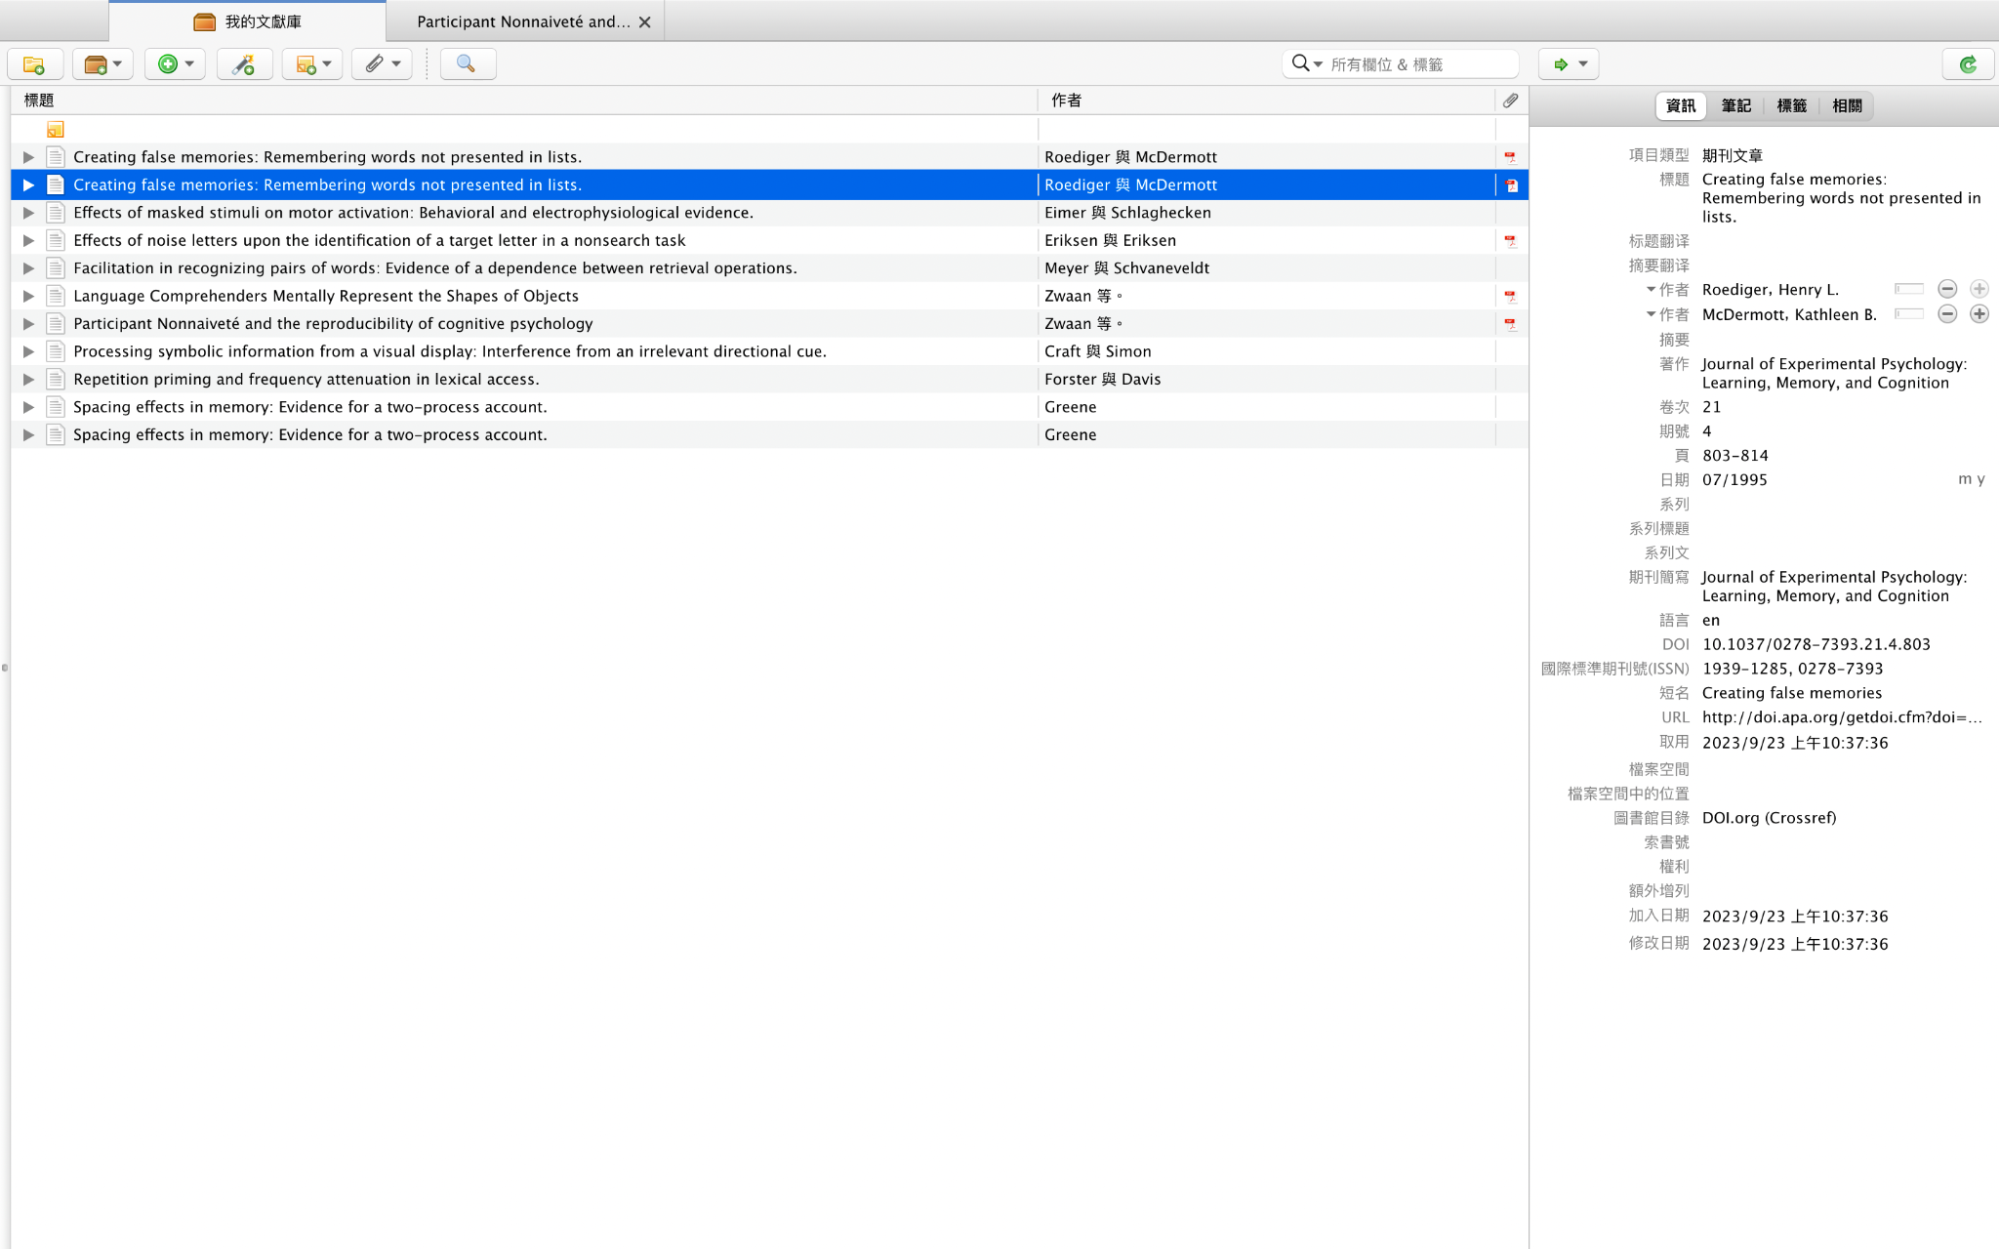 我的文獻庫
Participant Nonnaiveté and...
所有欄位 & 標籤
標題 作者
Creating false memories: Remembering words not presented in lists. Roediger 與 McDermott
Creating false memories: Remembering words not presented in lists. Roediger 與 McDermott
Effects of masked stimuli on motor activation: Behavioral and electrophysiological evidence. Eimer 與 Schlaghecken
Effects of noise letters upon the identification of a target letter in a nonsearch task Eriksen 與 Eriksen
Facilitation in recognizing pairs of words: Evidence of a dependence between retrieval operations. Meyer 與 Schvaneveldt
Language Comprehenders Mentally Represent the Shapes of Objects Zwaan 等。
Participant Nonnaiveté and the reproducibility of cognitive psychology Zwaan 等。
Processing symbolic information from a visual display: Interference from an irrelevant directional cue. Craft 與 Simon
Repetition priming and frequency attenuation in lexical access. Forster 與 Davis
Spacing effects in memory: Evidence for a two-process account. Greene
Spacing effects in memory: Evidence for a two-process account. Greene
資訊 筆記 標籤 相關
項目類型 期刊文章
標題 Creating false memories:
Remembering words not presented in
lists.
标题翻译
摘要翻译
作者 Roediger, Henry L.
作者 McDermott, Kathleen B.
摘要
著作 Journal of Experimental Psychology:
Learning, Memory, and Cognition
卷次 21
期號 4
頁 803-814
日期 07/1995 m y
系列
系列標題
系列文
期刊簡寫 Journal of Experimental Psychology:
Learning, Memory, and Cognition
語言 en
DOI 10.1037/0278-7393.21.4.803
國際標準期刊號(ISSN) 1939-1285, 0278-7393
短名 Creating false memories
URL http://doi.apa.org/getdoi.cfm?doi=...
取用 2023/9/23 上午10:37:36
檔案空間
檔案空間中的位置
圖書館目錄 DOI.org (Crossref)
索書號
權利
額外增列
加入日期 2023/9/23 上午10:37:36
修改日期 2023/9/23 上午10:37:36